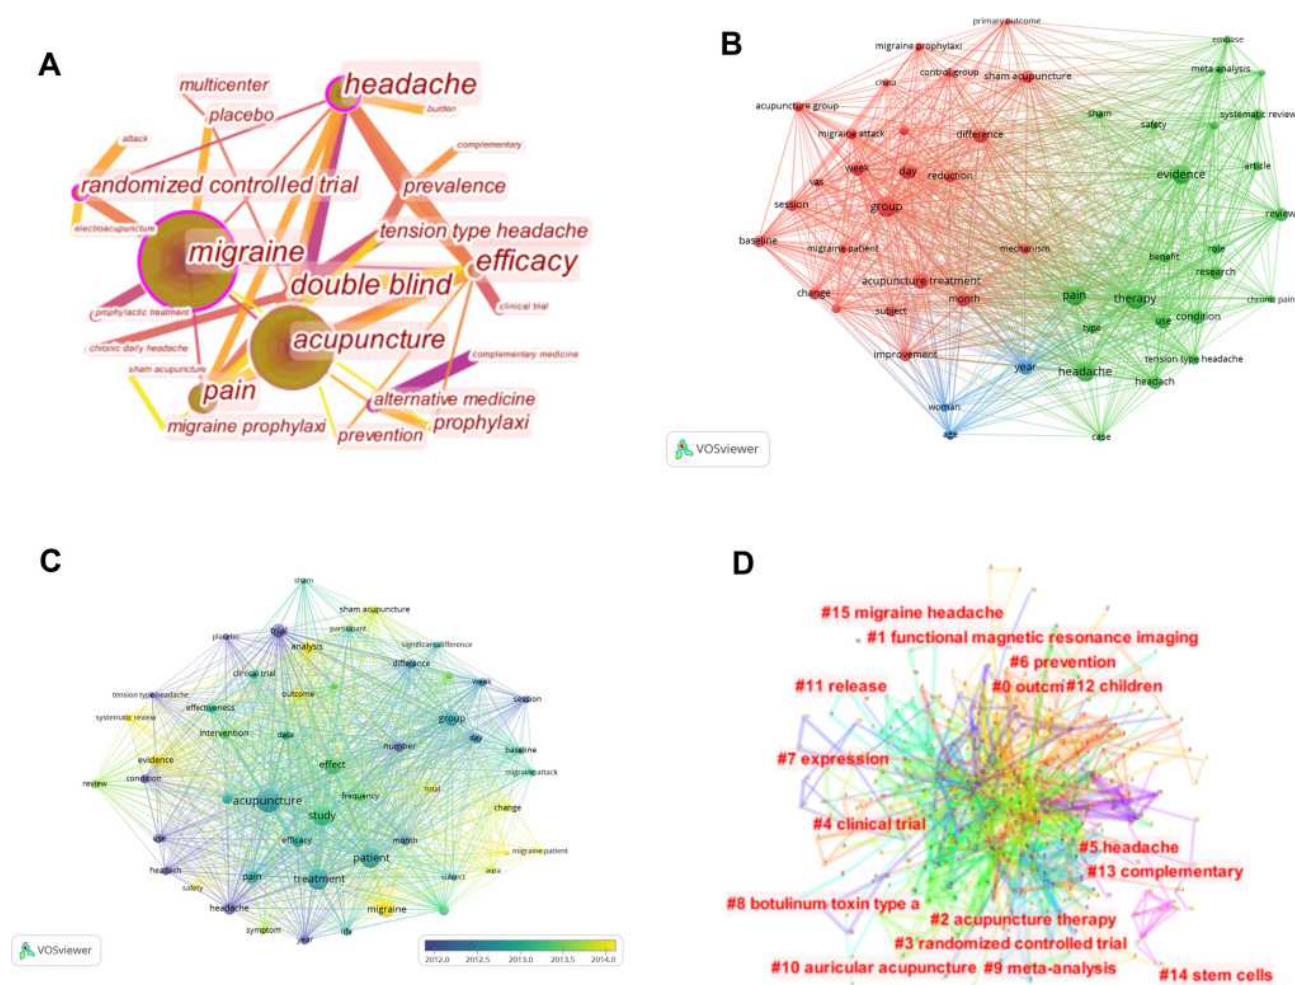 A
headache
multicenter
placebo
burden
attack
complementary
randomized controlled trial
prevalence
electroacupuncture
tension type headache
migraine
efficacy
double blind
prophylactic treatment
clinical trial
acupuncture
chronic daily headache
complementary medicine
sham acupuncture
pain
alternative medicine
migraine prophylaxi
prevention
prophylaxi
B
primary outcome
migraine prophylaxi
embase
control group
sham acupuncture
meta analysis
china
acupuncture group
sham
systematic review
migraine attack
difference
safety
week
day
reduction
evidence
article
vas
session
group
review
baseline
migraine patient
mechanism
role
benefit
research
acupuncture treatment
change
month
pain
therapy
chronic pain
subject
type
use
condition
improvement
year
headache
tension type headache
headach
woman
age
case
VOSviewer
C
sham
sham acupuncture
placebo
trial
participant
analysis
significant difference
clinical trial
difference
week
tension type headache
outcome
session
systematic review
effectiveness
group
intervention
data
number
day
baseline
evidence
condition
effect
migraine attack
review
acupuncture
frequency
total
study
change
use
efficacy
month
migraine patient
headach
patient
aura
safety
pain
treatment
subject
headache
migraine
symptom
year
life
VOSviewer
2012.0 2012.5 2013.0 2013.5 2014.0
D
#15 migraine headache
#1 functional magnetic resonance imaging
#6 prevention
#11 release
#0 outcm #12 children
#7 expression
#4 clinical trial
#5 headache
#13 complementary
#8 botulinum toxin type a
#2 acupuncture therapy
#3 randomized controlled trial
#10 auricular acupuncture #9 meta-analysis
#14 stem cells